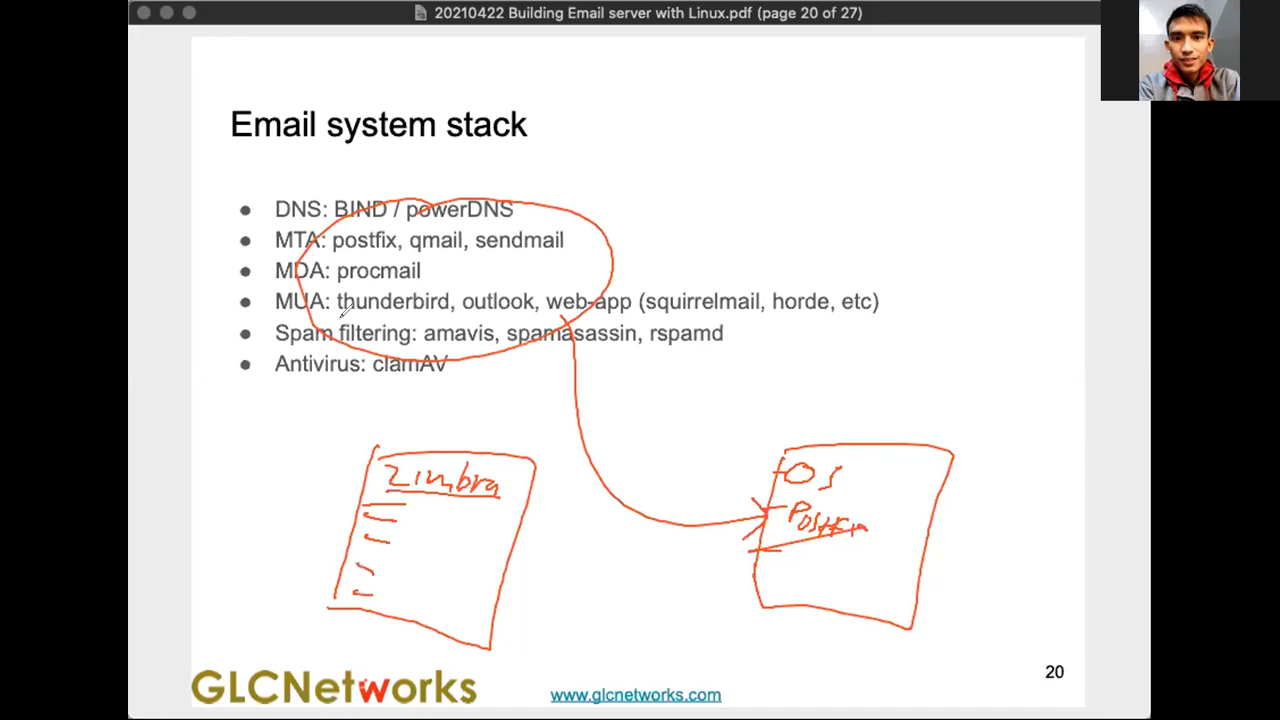 20210422 Building Email server with Linux.pdf (page 20 of 27)
Email system stack
● DNS: BIND / powerDNS
● MTA: postfix, qmail, sendmail
● MDA: procmail
● MUA: thunderbird, outlook, web-app (squirrelmail, horde, etc)
● Spam filtering: amavis, spamasassin, rspamd
● Antivirus: clamAV
Zimbra
OS
Postfix
20
GLCNetworks
www.glcnetworks.com